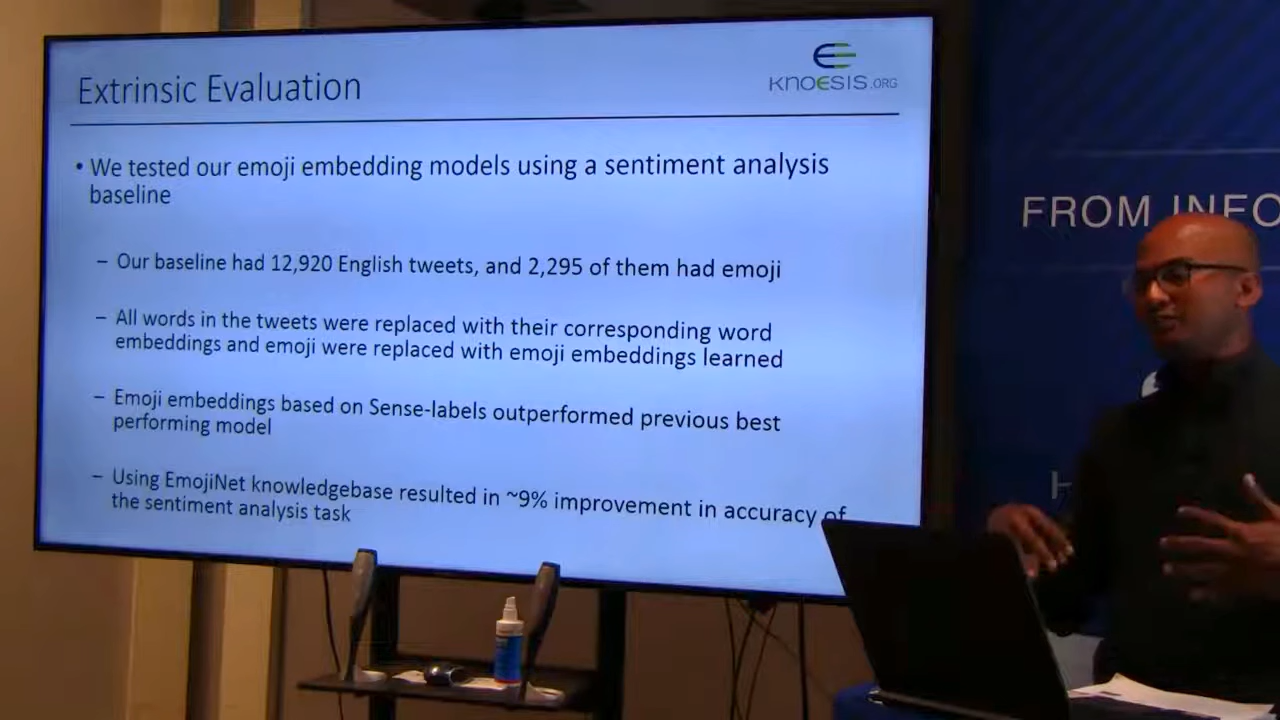 Extrinsic Evaluation
KNOESIS.ORG
• We tested our emoji embedding models using a sentiment analysis
baseline
– Our baseline had 12,920 English tweets, and 2,295 of them had emoji
– All words in the tweets were replaced with their corresponding word
embeddings and emoji were replaced with emoji embeddings learned
– Emoji embeddings based on Sense-labels outperformed previous best
performing model
– Using EmojiNet knowledgebase resulted in ~9% improvement in accuracy of
the sentiment analysis task
FROM INFO
H